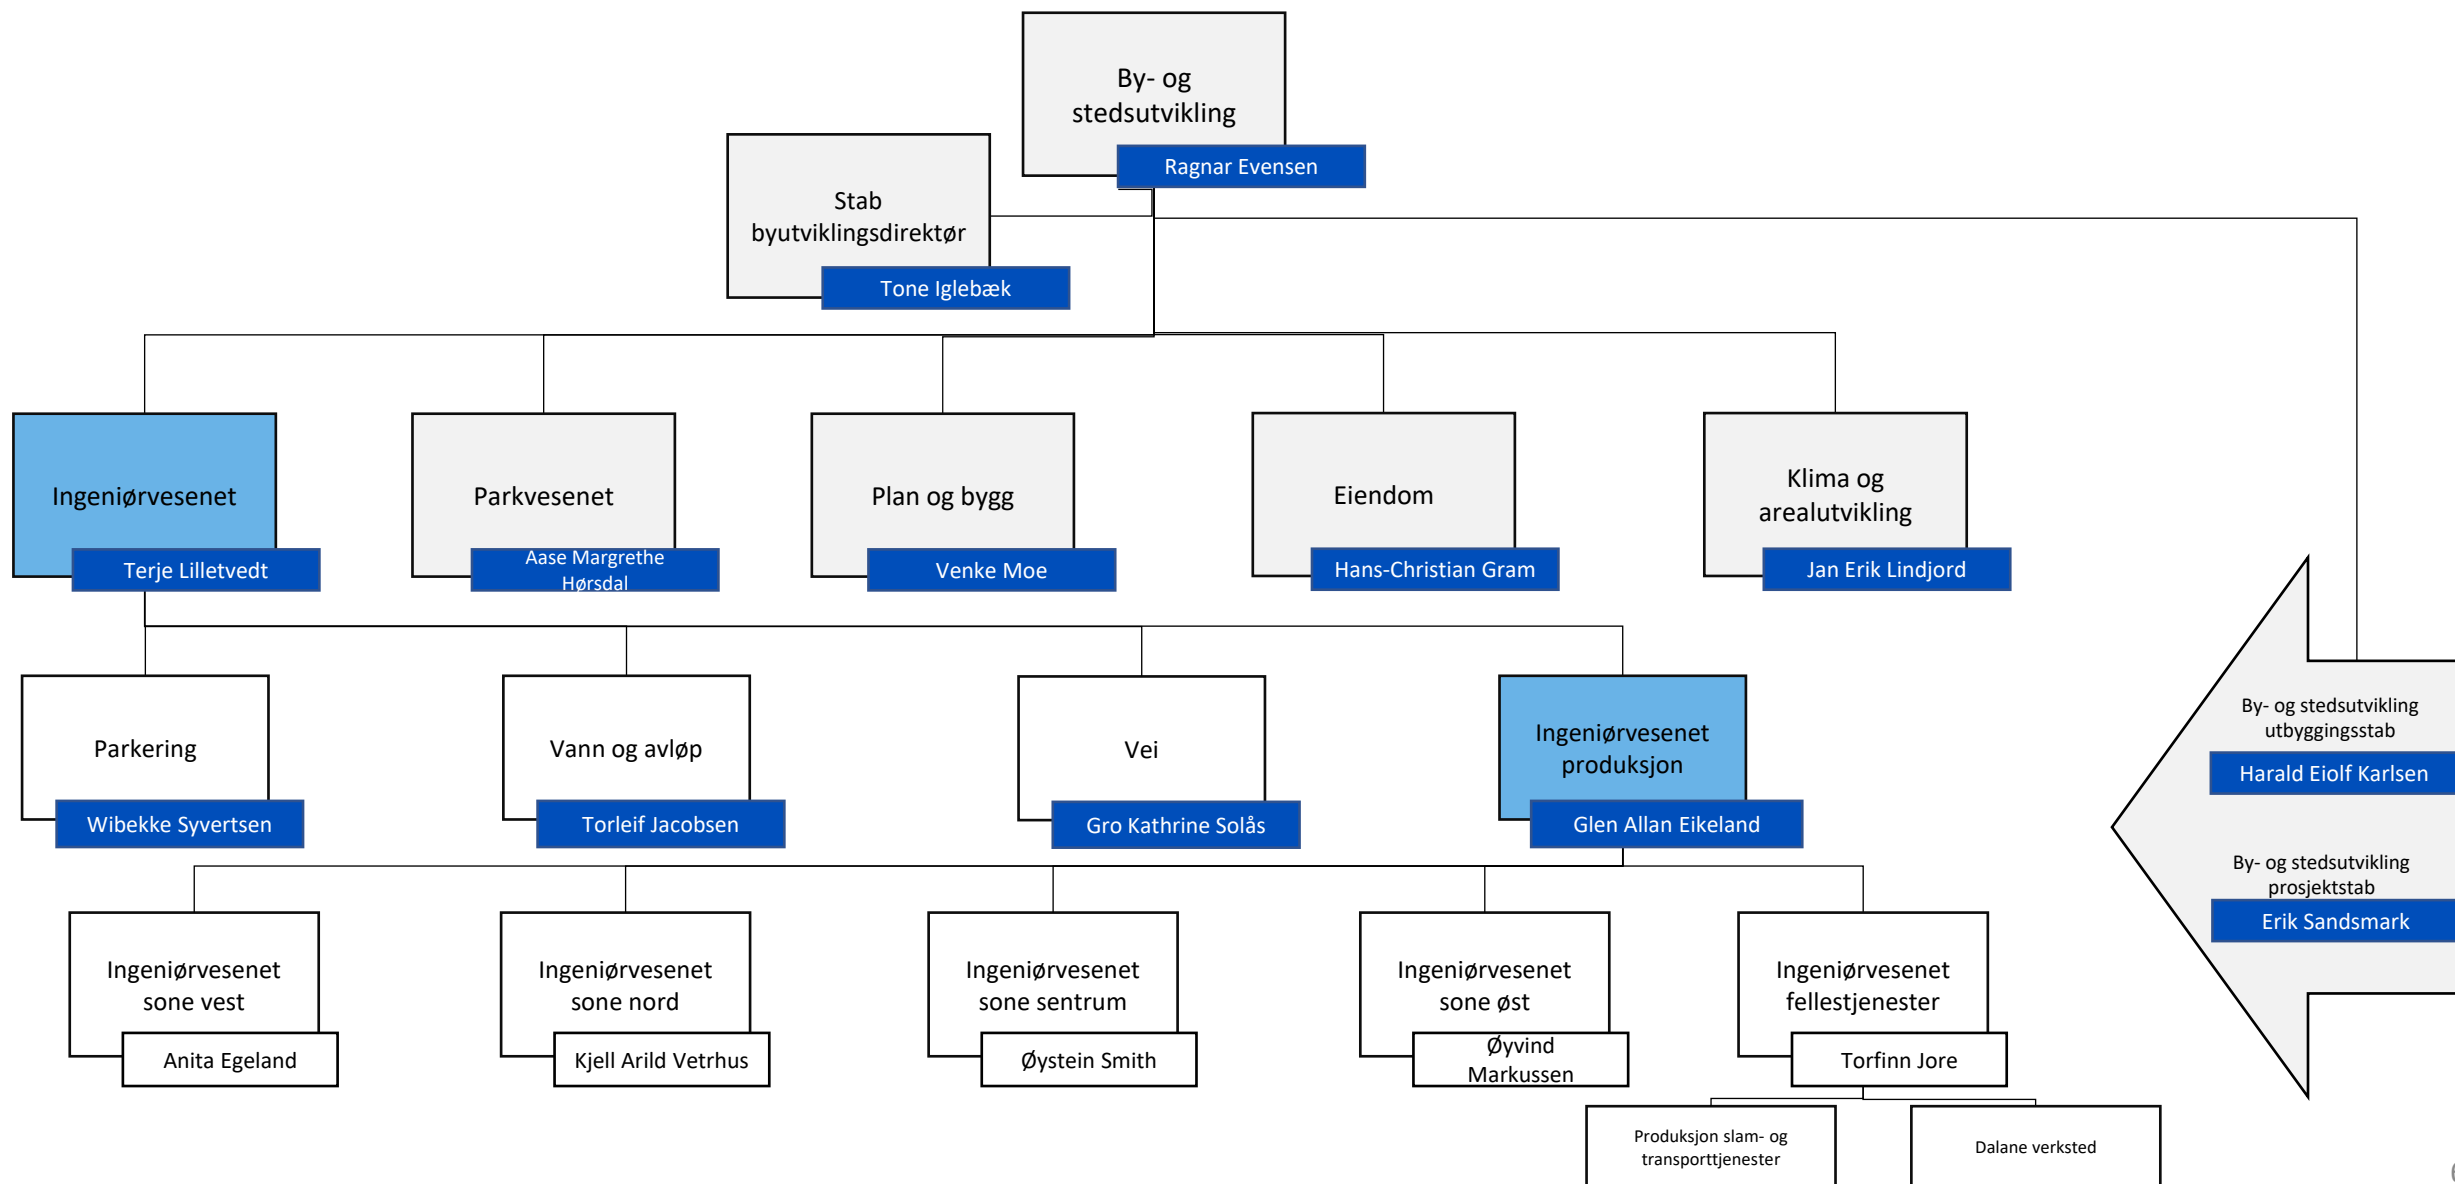 By- og
stedsutvikling
Ragnar Evensen
Stab
byutviklingsdirektør
Tone Iglebæk
Ingeniørvesenet
Terje Lilletvedt
Parkvesenet
Aase Margrethe
Hørsdal
Plan og bygg
Venke Moe
Eiendom
Hans-Christian Gram
Klima og
arealutvikling
Jan Erik Lindjord
Parkering
Wibekke Syvertsen
Vann og avløp
Torleif Jacobsen
Vei
Gro Kathrine Solås
Ingeniørvesenet
produksjon
Glen Allan Eikeland
By- og stedsutvikling
utbyggingsstab
Harald Eiolf Karlsen
By- og stedsutvikling
prosjektstab
Erik Sandsmark
Ingeniørvesenet
sone vest
Anita Egeland
Ingeniørvesenet
sone nord
Kjell Arild Vetrhus
Ingeniørvesenet
sone sentrum
Øystein Smith
Ingeniørvesenet
sone øst
Øyvind
Markussen
Ingeniørvesenet
fellestjenester
Torfinn Jore
Produksjon slam- og
transporttjenester
Dalane verksted